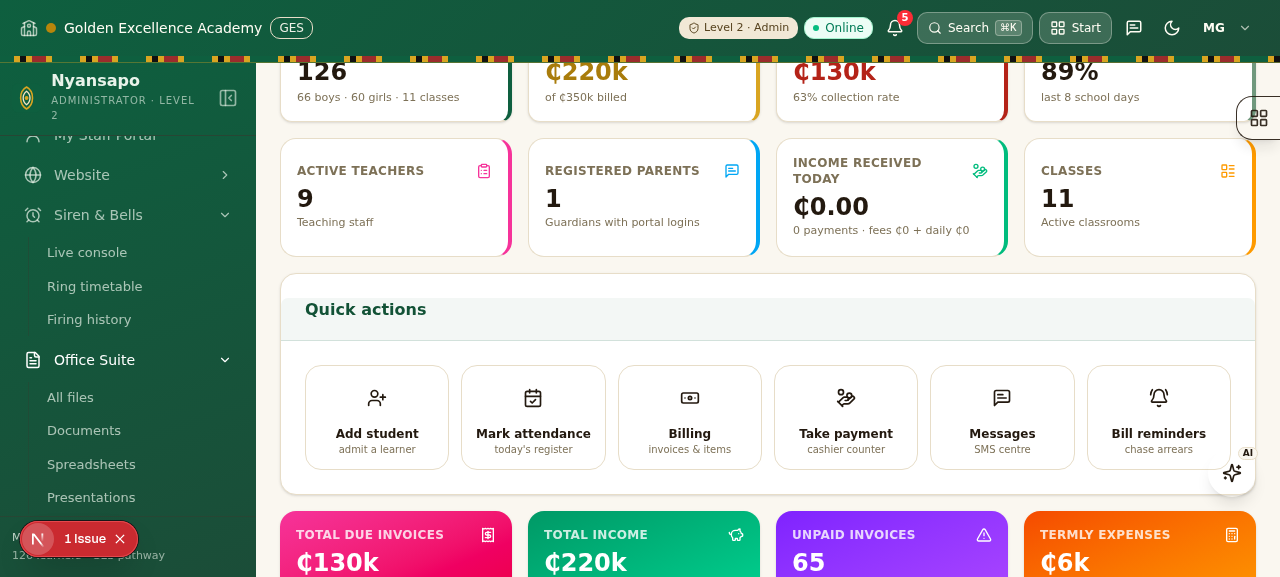 Golden Excellence Academy GES
Level 2 · Admin
Online
5
Search ⌘K
Start
MG
Nyansapo
ADMINISTRATOR · LEVEL
2
My Staff Portal
Website
Siren & Bells
Live console
Ring timetable
Firing history
Office Suite
All files
Documents
Spreadsheets
Presentations
1 Issue
126
66 boys · 60 girls · 11 classes
₵220k
of ₵350k billed
₵130k
63% collection rate
89%
last 8 school days
ACTIVE TEACHERS
9
Teaching staff
REGISTERED PARENTS
1
Guardians with portal logins
INCOME RECEIVED
TODAY
₵0.00
0 payments · fees ₵0 + daily ₵0
CLASSES
11
Active classrooms
Quick actions
Add student
admit a learner
Mark attendance
today's register
Billing
invoices & items
Take payment
cashier counter
Messages
SMS centre
Bill reminders
chase arrears
AI
TOTAL DUE INVOICES
₵130k
TOTAL INCOME
₵220k
UNPAID INVOICES
65
TERMLY EXPENSES
₵6k